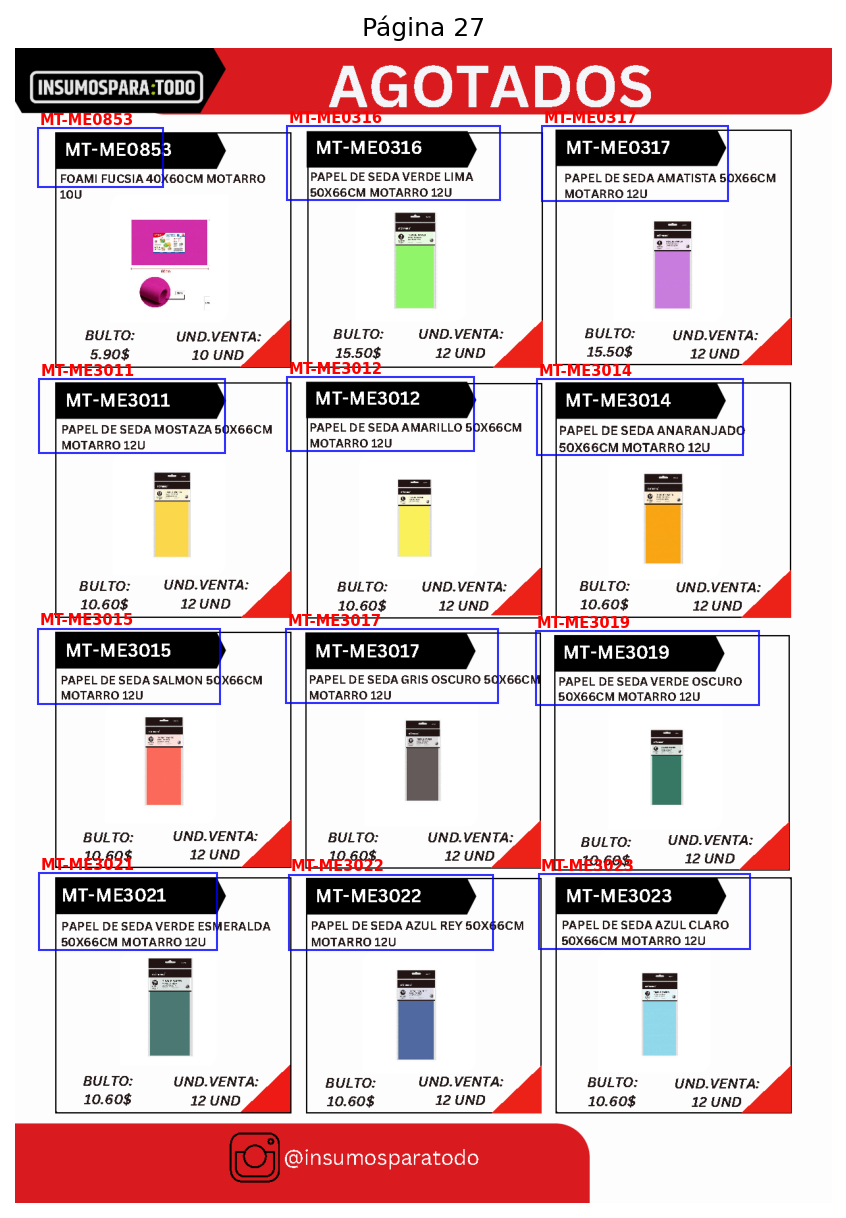 Página 27
INSUMOSPARA:TODO
AGOTADOS
MT-ME0853
MT-ME0853
FOAMI FUCSIA 40X60CM MOTARRO
10U
BULTO:
5.90$
UND.VENTA:
10 UND
MT-ME0316
MT-ME0316
PAPEL DE SEDA VERDE LIMA
50X66CM MOTARRO 12U
BULTO:
15.50$
UND.VENTA:
12 UND
MT-ME0317
MT-ME0317
PAPEL DE SEDA AMATISTA 50X66CM
MOTARRO 12U
BULTO:
15.50$
UND.VENTA:
12 UND
MT-ME3011
MT-ME3011
PAPEL DE SEDA MOSTAZA 50X66CM
MOTARRO 12U
BULTO:
10.60$
UND.VENTA:
12 UND
MT-ME3012
MT-ME3012
PAPEL DE SEDA AMARILLO 50X66CM
MOTARRO 12U
BULTO:
10.60$
UND.VENTA:
12 UND
MT-ME3014
MT-ME3014
PAPEL DE SEDA ANARANJADO
50X66CM MOTARRO 12U
BULTO:
10.60$
UND.VENTA:
12 UND
MT-ME3015
MT-ME3015
PAPEL DE SEDA SALMON 50X66CM
MOTARRO 12U
BULTO:
10.60$
UND.VENTA:
12 UND
MT-ME3017
MT-ME3017
PAPEL DE SEDA GRIS OSCURO 50X66CM
MOTARRO 12U
BULTO:
10.60$
UND.VENTA:
12 UND
MT-ME3019
MT-ME3019
PAPEL DE SEDA VERDE OSCURO
50X66CM MOTARRO 12U
BULTO:
10.60$
UND.VENTA:
12 UND
MT-ME3021
MT-ME3021
PAPEL DE SEDA VERDE ESMERALDA
50X66CM MOTARRO 12U
BULTO:
10.60$
UND.VENTA:
12 UND
MT-ME3022
MT-ME3022
PAPEL DE SEDA AZUL REY 50X66CM
MOTARRO 12U
BULTO:
10.60$
UND.VENTA:
12 UND
MT-ME3023
MT-ME3023
PAPEL DE SEDA AZUL CLARO
50X66CM MOTARRO 12U
BULTO:
10.60$
UND.VENTA:
12 UND
@insumosparatodo